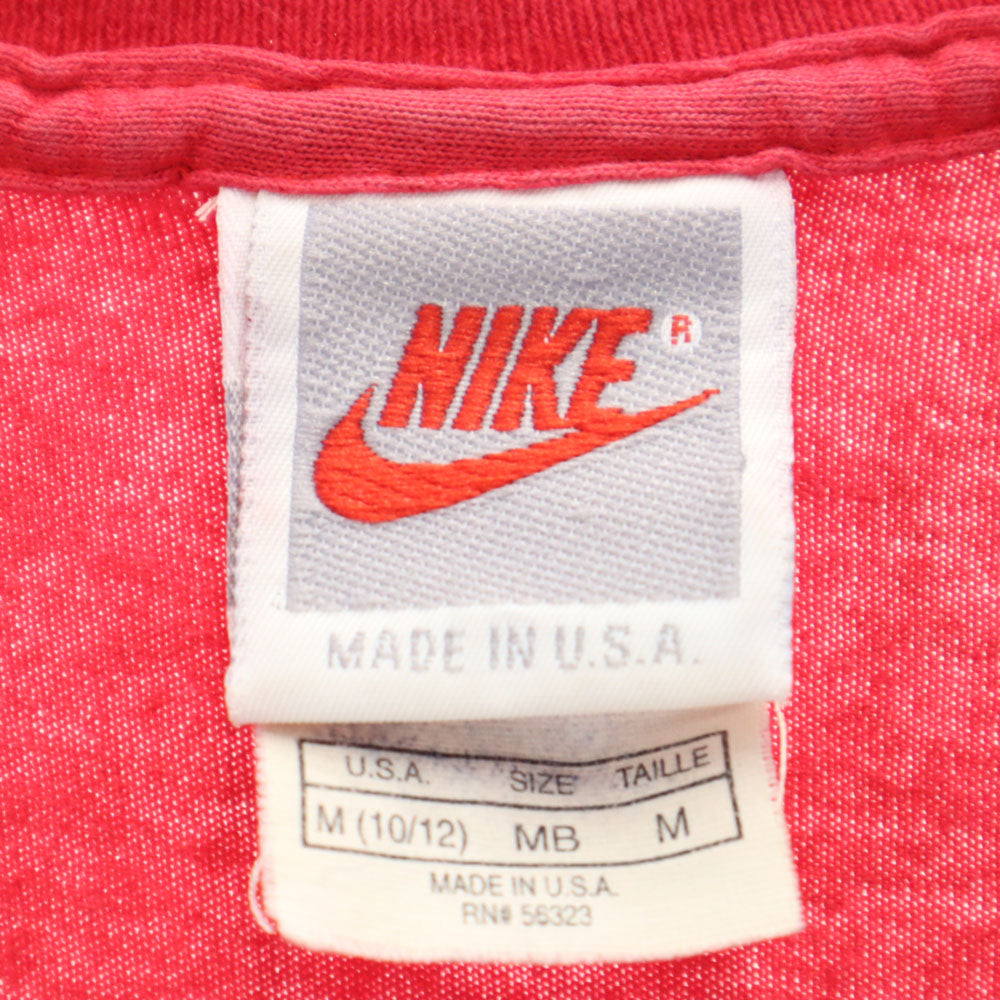 NIKE ®
MADE IN U.S.A.
U.S.A. SIZE TAILLE
M (10/12) MB M
MADE IN U.S.A.
RN# 56323